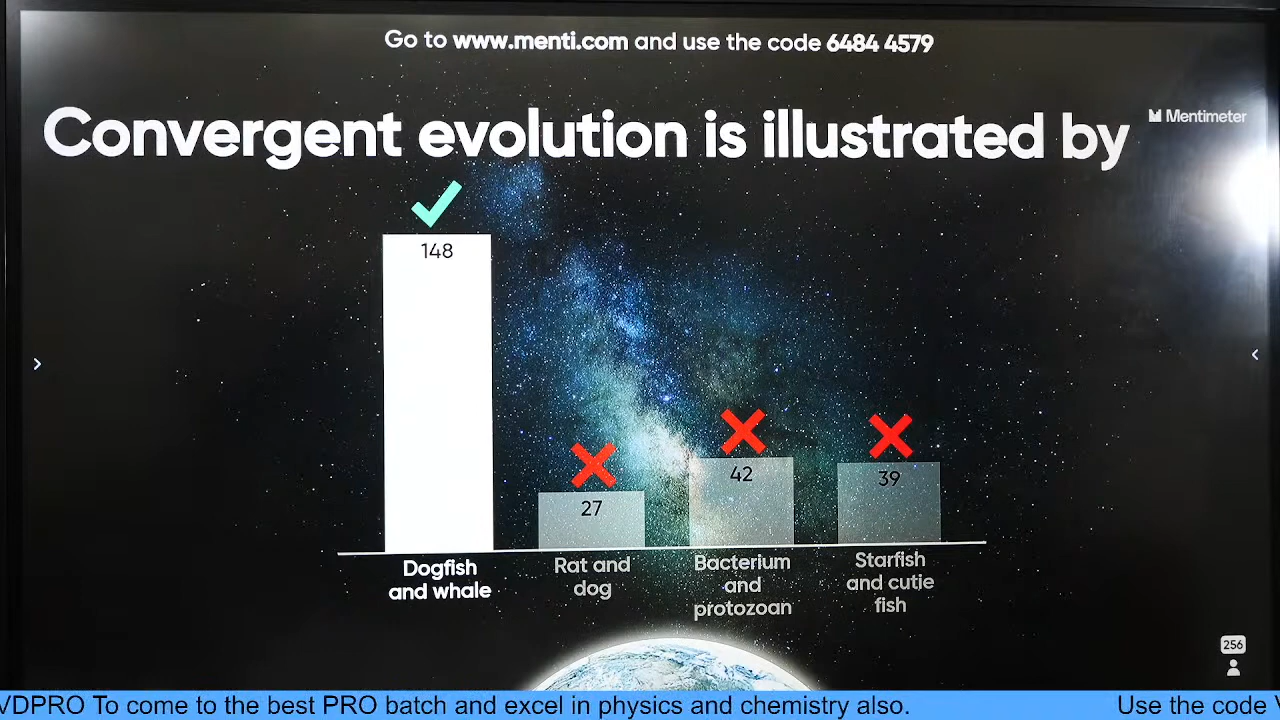 Go to www.menti.com and use the code 6484 4579
Convergent evolution is illustrated by
Mentimeter
148
27
42
39
Dogfish
and whale
Rat and
dog
Bacterium
and
protozoan
Starfish
and cutie
fish
256
VDPRO To come to the best PRO batch and excel in physics and chemistry also.
Use the code